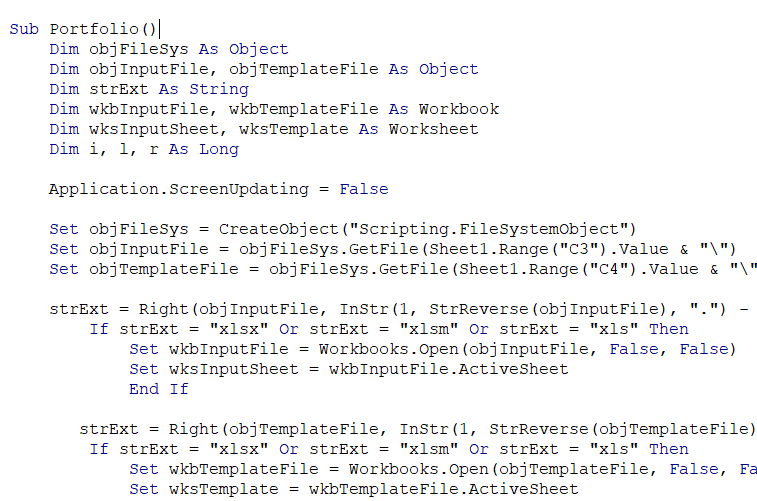 Sub Portfolio()
Dim objFileSys As Object
Dim objInputFile, objTemplateFile As Object
Dim strExt As String
Dim wkbInputFile, wkbTemplateFile As Workbook
Dim wksInputSheet, wksTemplate As Worksheet
Dim i, l, r As Long
Application.ScreenUpdating = False
Set objFileSys = CreateObject("Scripting.FileSystemObject")
Set objInputFile = objFileSys.GetFile(Sheet1.Range("C3").Value & "\")
Set objTemplateFile = objFileSys.GetFile(Sheet1.Range("C4").Value & "\"
strExt = Right(objInputFile, InStr(1, StrReverse(objInputFile), ".") -
If strExt = "xlsx" Or strExt = "xlsm" Or strExt = "xls" Then
Set wkbInputFile = Workbooks.Open(objInputFile, False, False)
Set wksInputSheet = wkbInputFile.ActiveSheet
End If
strExt = Right(objTemplateFile, InStr(1, StrReverse(objTemplateFile)
If strExt = "xlsx" Or strExt = "xlsm" Or strExt = "xls" Then
Set wkbTemplateFile = Workbooks.Open(objTemplateFile, False, Fa
Set wksTemplate = wkbTemplateFile.ActiveSheet